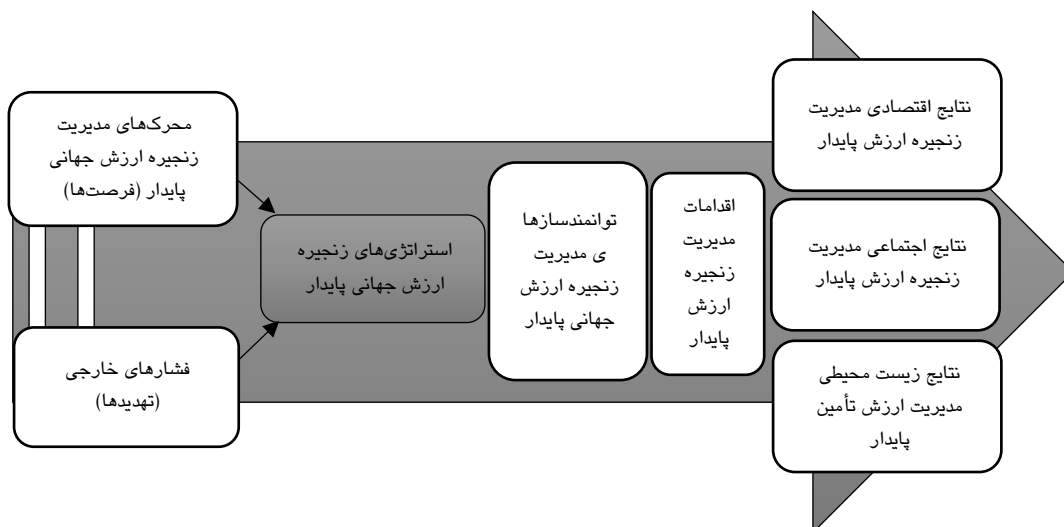 محرک‌های مدیریت
زنجیره ارزش جهانی
پایدار (فرصت‌ها)
فشارهای خارجی
(تهدیدها)
استراتژی‌های زنجیره
ارزش جهانی پایدار
توانمندسازها
ی مدیریت
زنجیره ارزش
جهانی پایدار
اقدامات
مدیریت
زنجیره
ارزش
پایدار
نتایج اقتصادی مدیریت
زنجیره ارزش پایدار
نتایج اجتماعی مدیریت
زنجیره ارزش پایدار
نتایج زیست محیطی
مدیریت ارزش تأمین
پایدار